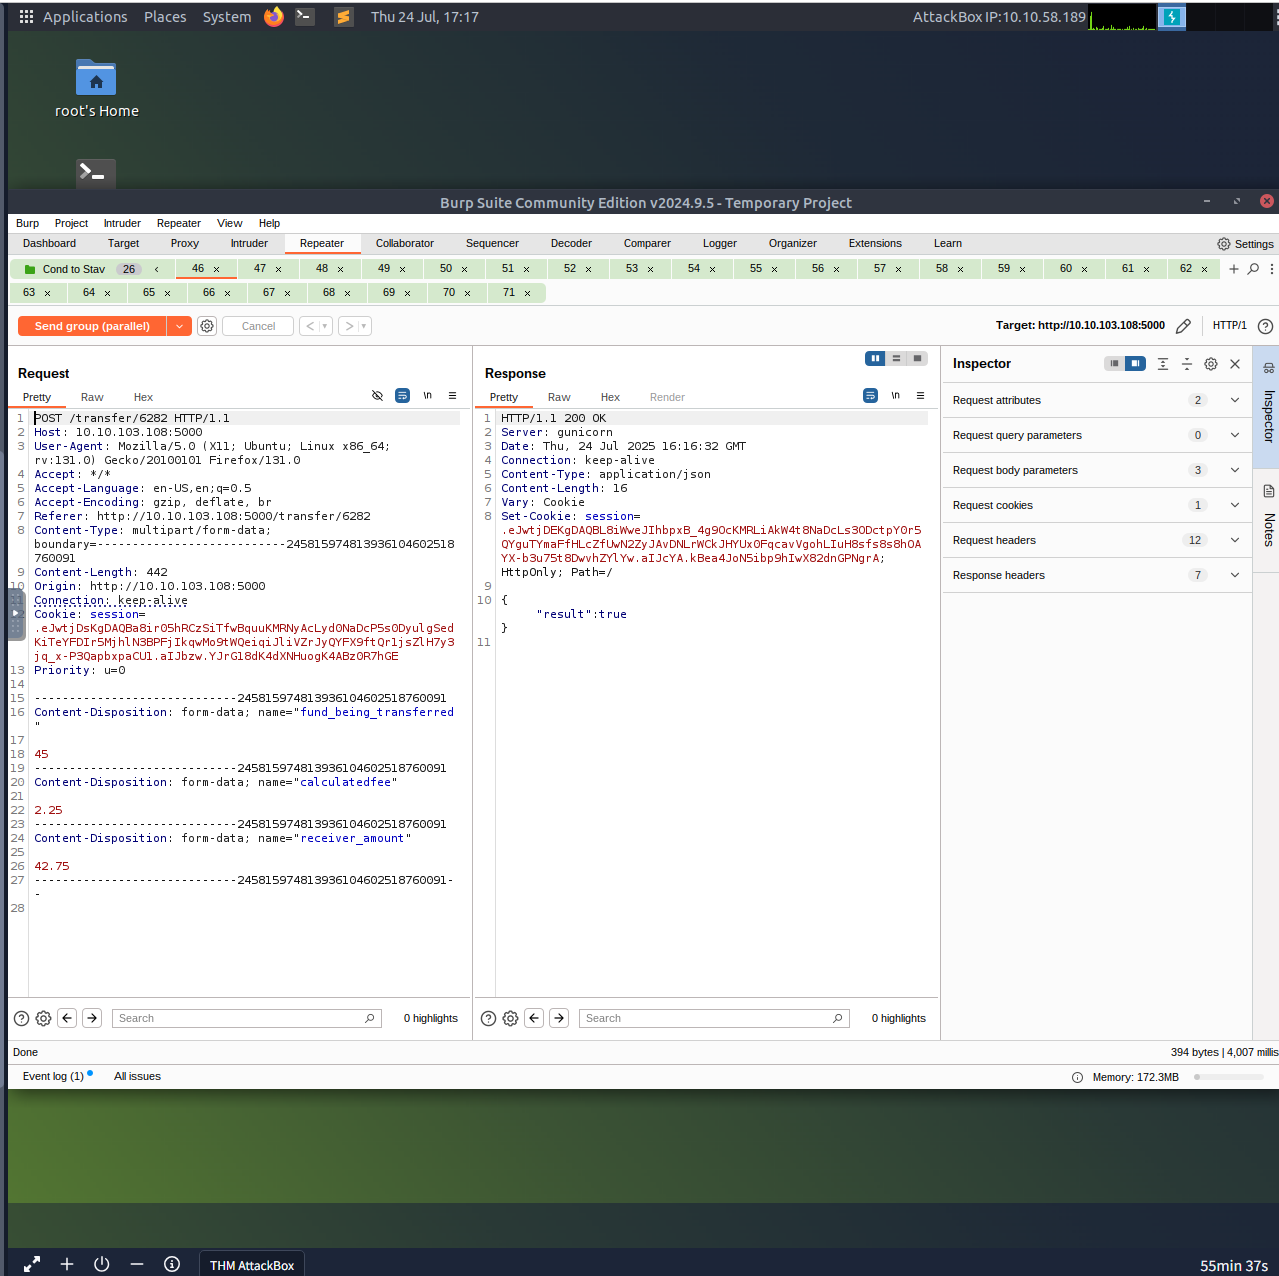 Applications Places System Thu 24 Jul, 17:17 AttackBox IP:10.10.58.189
root's Home
Burp Suite Community Edition v2024.9.5 - Temporary Project
Burp Project Intruder Repeater View Help
Dashboard Target Proxy Intruder Repeater Collaborator Sequencer Decoder Comparer Logger Organizer Extensions Learn Settings
Cond to Stav 26 46 47 48 49 50 51 52 53 54 55 56 57 58 59 60 61 62
63 64 65 66 67 68 69 70 71
Send group (parallel) Cancel Target: http://10.10.103.108:5000 HTTP/1
Request
Pretty Raw Hex
1 POST /transfer/6282 HTTP/1.1
2 Host: 10.10.103.108:5000
3 User-Agent: Mozilla/5.0 (X11; Ubuntu; Linux x86_64;
rv:131.0) Gecko/20100101 Firefox/131.0
4 Accept: */*
5 Accept-Language: en-US,en;q=0.5
6 Accept-Encoding: gzip, deflate, br
7 Referer: http://10.10.103.108:5000/transfer/6282
8 Content-Type: multipart/form-data;
boundary=---------------------------245815974813936104602518
760091
9 Content-Length: 442
10 Origin: http://10.10.103.108:5000
Connection: keep-alive
Cookie: session=
.eJwtjDsKgDAQBa8ir05hRCzSiTfwBquuKMRNyAcLyd0NaDcP5s0DyulgSed
KiTeYFDIr5MjhlN3BPFjIkqwMo9tWQeiqiJliVZrJyQYFX9ftQr1jsZlH7y3
jq_x-P3QapbxpaCU1.aIJbzw.YJrG18dK4dXNHuogK4ABz0R7hGE
13 Priority: u=0
14
15 -----------------------------245815974813936104602518760091
16 Content-Disposition: form-data; name="fund_being_transferred
"
17
18 45
19 -----------------------------245815974813936104602518760091
20 Content-Disposition: form-data; name="calculatedfee"
21
22 2.25
23 -----------------------------245815974813936104602518760091
24 Content-Disposition: form-data; name="receiver_amount"
25
26 42.75
27 -----------------------------245815974813936104602518760091-
-
28
Search 0 highlights
Response
Pretty Raw Hex Render
1 HTTP/1.1 200 OK
2 Server: gunicorn
3 Date: Thu, 24 Jul 2025 16:16:32 GMT
4 Connection: keep-alive
5 Content-Type: application/json
6 Content-Length: 16
7 Vary: Cookie
8 Set-Cookie: session=
.eJwtjDEKgDAQBL8iWweJIhbpxB_4g9OcKMRLiAkW4t8NaDcLs3ODctpY0r5
QYguTYmaFfHLcZfUwN2ZyJAvDNLrWCkJHYUx0FqcavVgohLIuH8sfs8s8hOA
YX-b3u75t8DwvhZYlYw.aIJcYA.kBea4JoN5ibp9hIwX82dnGPNgrA;
HttpOnly; Path=/
9
10 {
"result":true
}
11
Search 0 highlights
Inspector
Request attributes 2
Request query parameters 0
Request body parameters 3
Request cookies 1
Request headers 12
Response headers 7
Inspector
Notes
Done 394 bytes | 4,007 millis
Event log (1) All issues Memory: 172.3MB
THM AttackBox 55min 37s